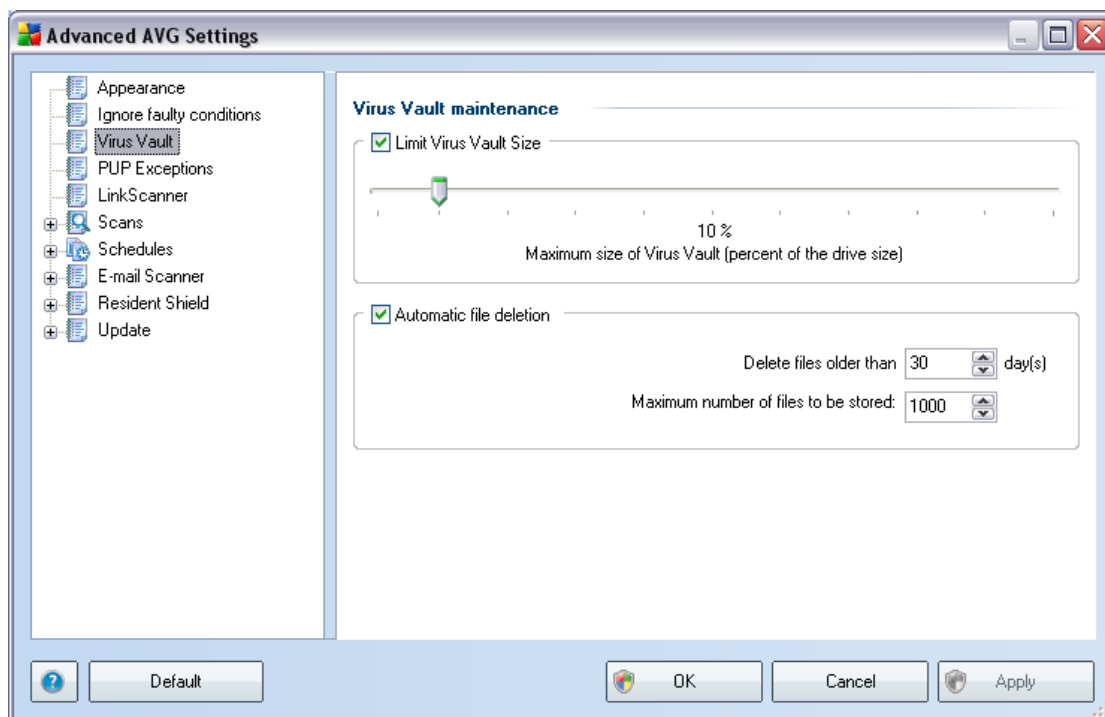 Advanced AVG Settings
Appearance
Ignore faulty conditions
Virus Vault
PUP Exceptions
LinkScanner
Scans
Schedules
E-mail Scanner
Resident Shield
Update
Virus Vault maintenance
Limit Virus Vault Size
10 %
Maximum size of Virus Vault (percent of the drive size)
Automatic file deletion
Delete files older than 30 day(s)
Maximum number of files to be stored: 1000
? Default OK Cancel Apply